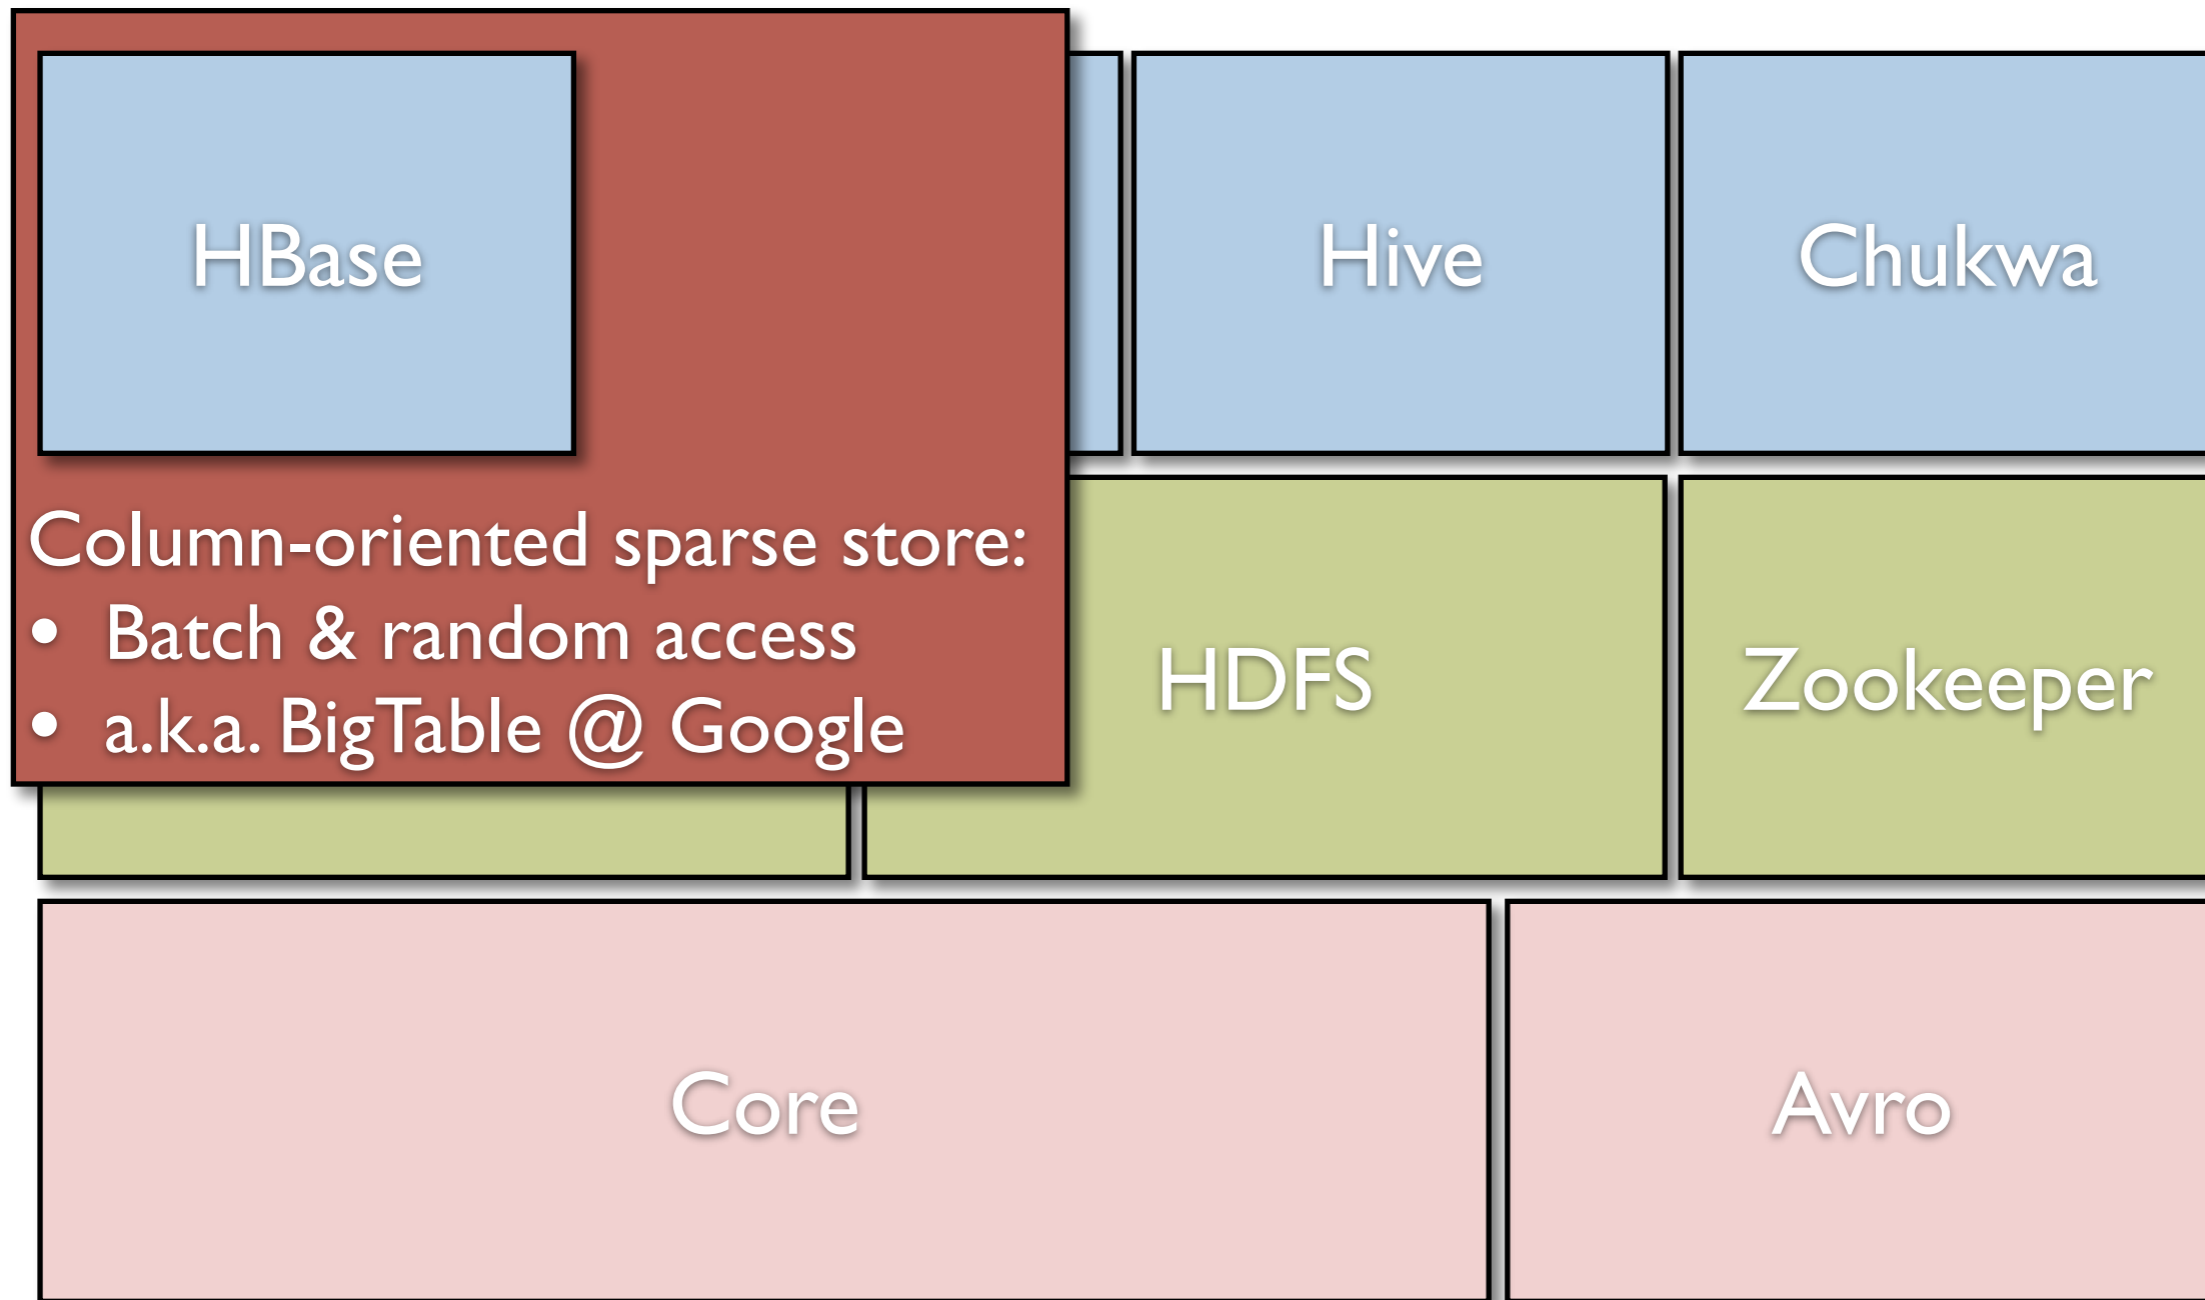 HBase
Hive
Chukwa
Column-oriented sparse store:
• Batch & random access
• a.k.a. BigTable @ Google
HDFS
Zookeeper
Core
Avro